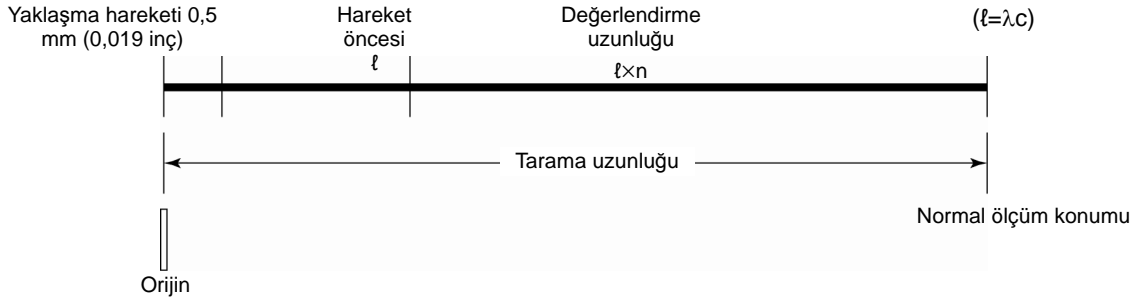 Yaklaşma hareketi 0,5
mm (0,019 inç)
Hareket
öncesi
ℓ
Değerlendirme
uzunluğu
ℓ×n
(ℓ=λc)
Tarama uzunluğu
Normal ölçüm konumu
Orijin